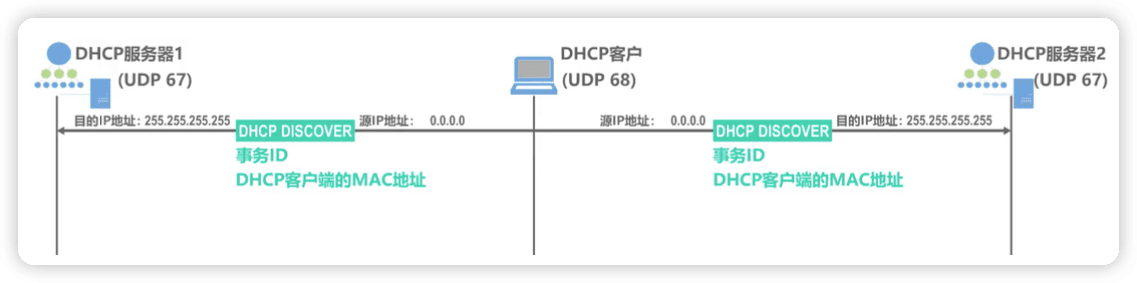 DHCP服务器1
(UDP 67)
DHCP客户
(UDP 68)
DHCP服务器2
(UDP 67)
目的IP地址: 255.255.255.255
DHCP DISCOVER
源IP地址: 0.0.0.0
事务ID
DHCP客户端的MAC地址
源IP地址: 0.0.0.0
DHCP DISCOVER
目的IP地址: 255.255.255.255
事务ID
DHCP客户端的MAC地址